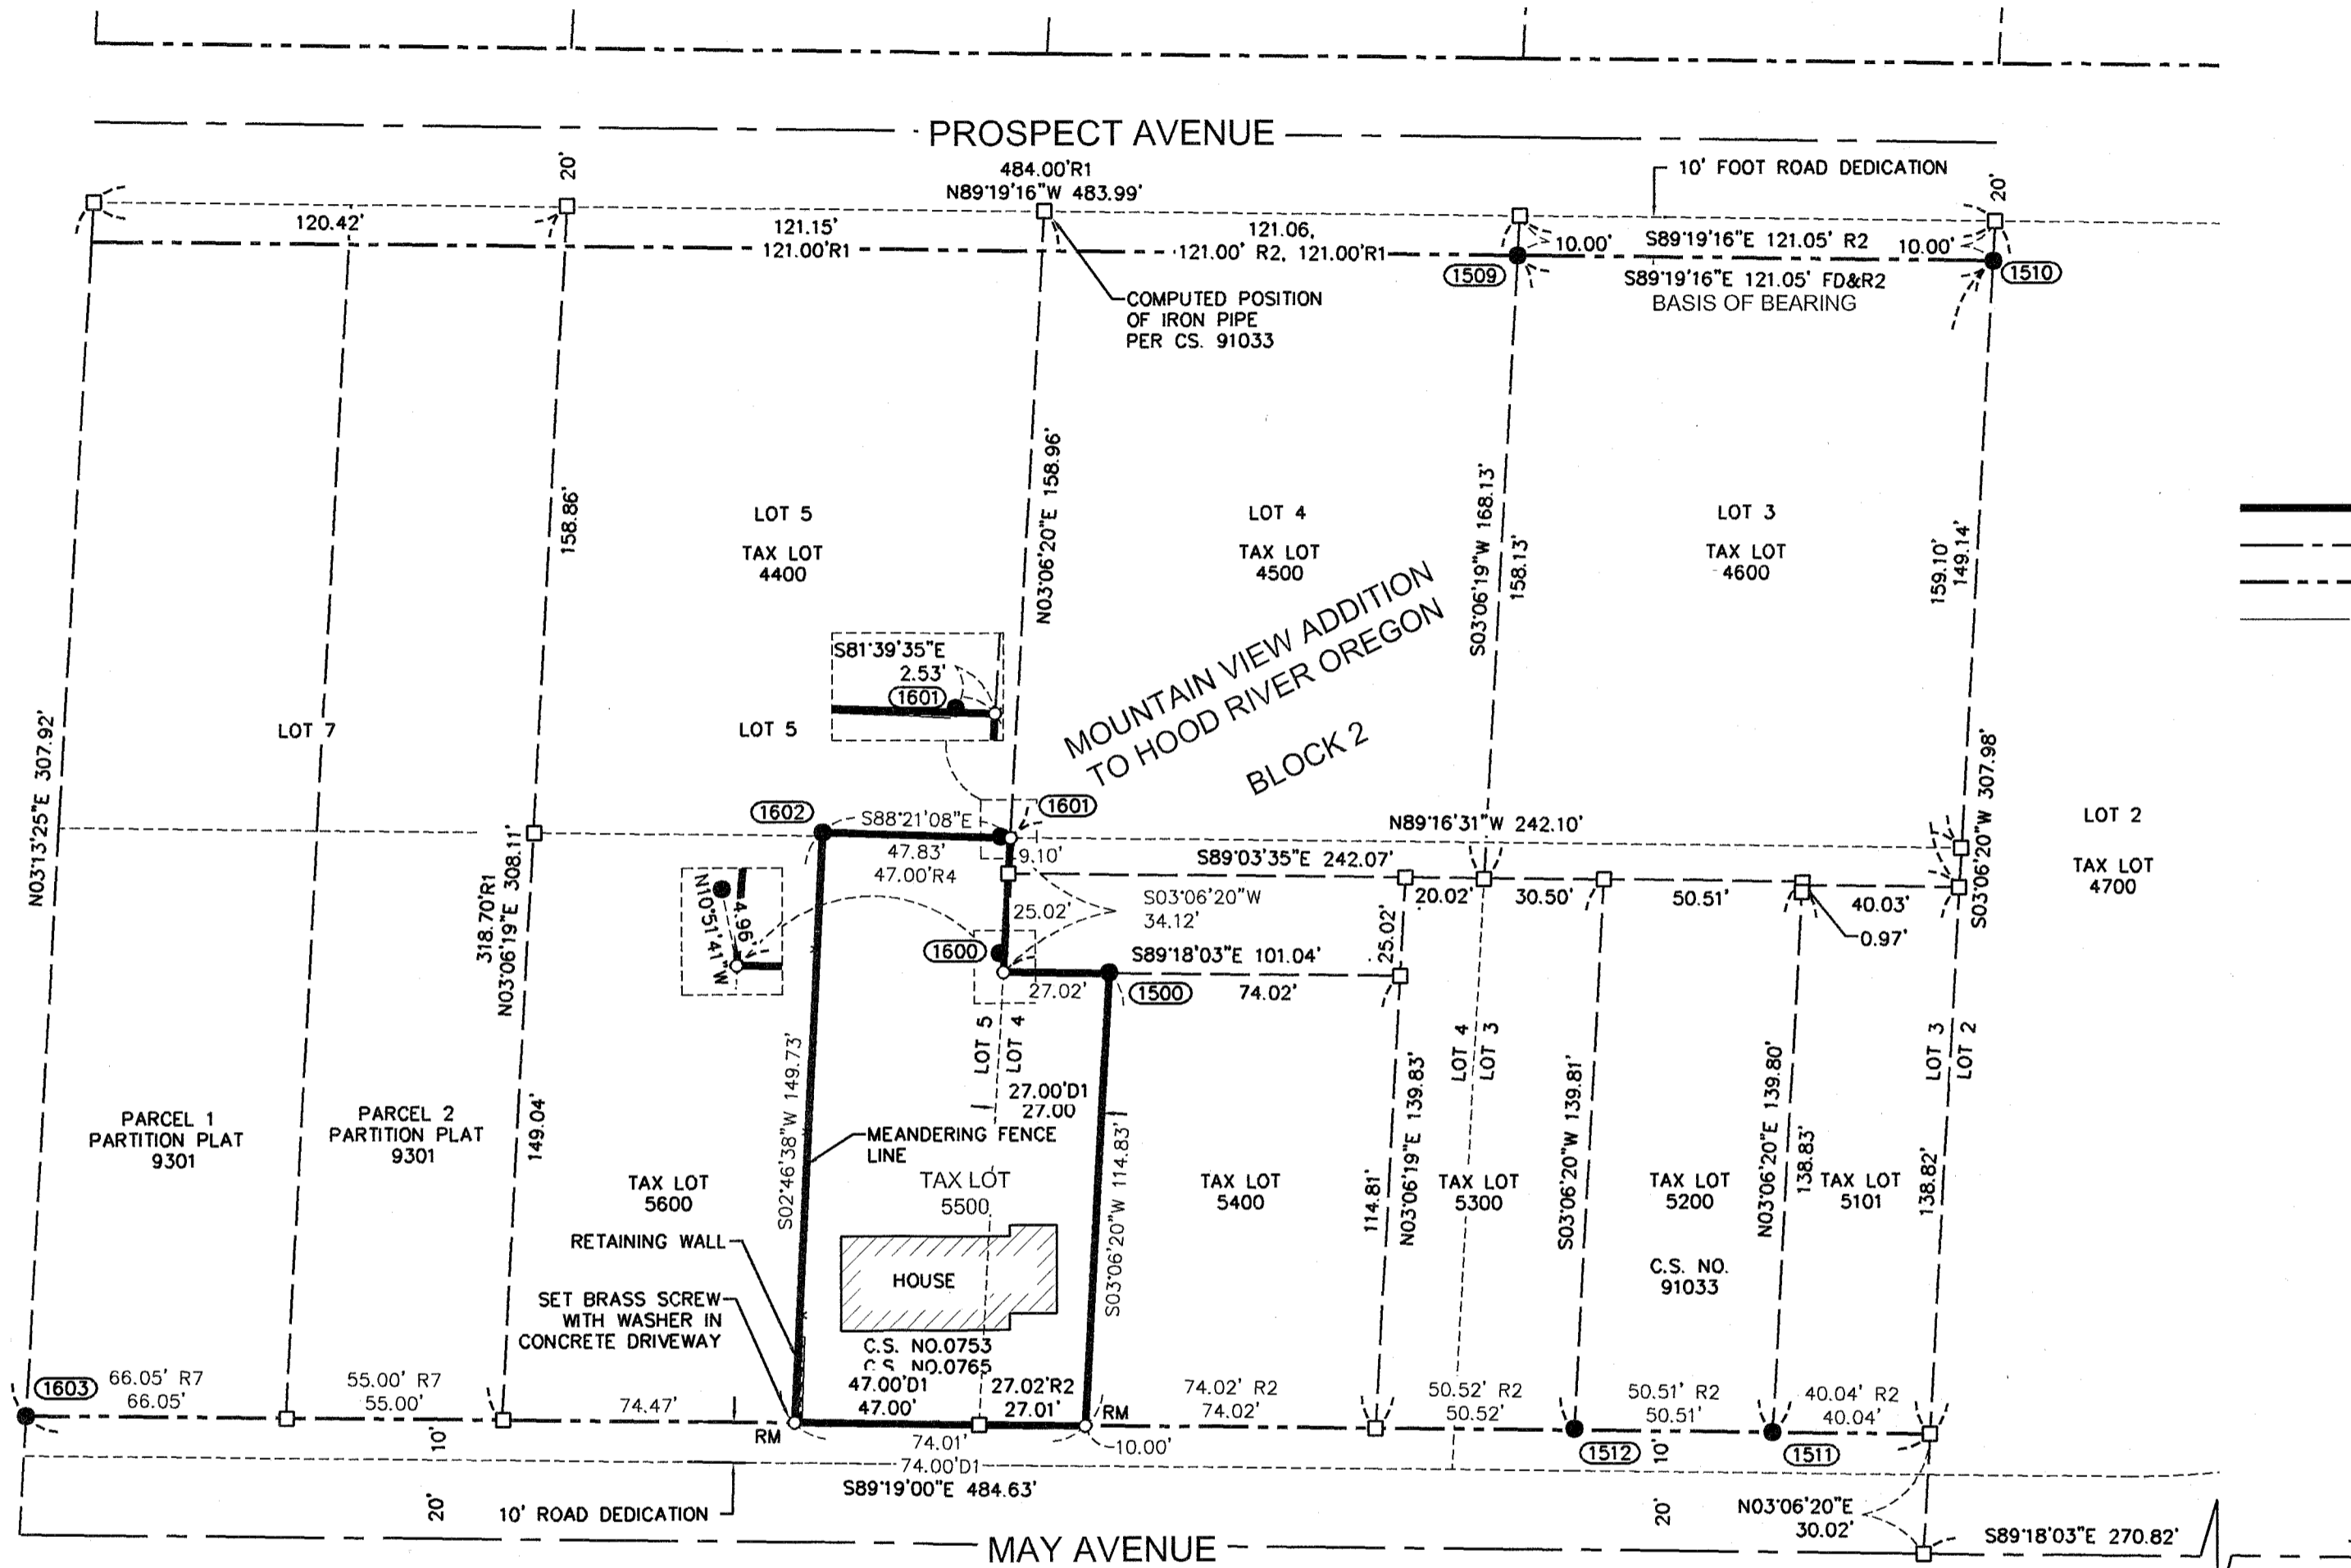 PROSPECT AVENUE
484.00'R1
N89°19'16"W 483.99'
20'
10' FOOT ROAD DEDICATION
20'
120.42'
121.15'
121.00'R1
121.06,
121.00' R2, 121.00'R1
10.00'
S89°19'16"E 121.05' R2
10.00'
1509
S89°19'16"E 121.05' FD&R2
BASIS OF BEARING
1510
COMPUTED POSITION
OF IRON PIPE
PER CS. 91033
158.86'
N03°06'20"E 158.96'
S03°06'19"W 168.13'
158.13'
159.10'
149.14'
LOT 5
TAX LOT
4400
LOT 4
TAX LOT
4500
LOT 3
TAX LOT
4600
MOUNTAIN VIEW ADDITION
TO HOOD RIVER OREGON
BLOCK 2
S81°39'35"E
2.53'
1601
N03°13'25"E 307.92'
LOT 7
LOT 5
318.70'R1
N03°06'19"E 308.11'
1602
S88°21'08"E
47.83'
47.00'R4
1601
9.10'
N89°16'31"W 242.10'
S89°03'35"E 242.07'
S03°06'20"W 307.98'
LOT 2
TAX LOT
4700
N10°51'41"W
4.96'
25.02'
S03°06'20"W
34.12'
25.02'
20.02'
30.50'
50.51'
40.03'
0.97'
1600
S89°18'03"E 101.04'
27.02'
1500
74.02'
LOT 5
LOT 4
LOT 4
LOT 3
LOT 3
LOT 2
S02°46'38"W 149.73'
149.04'
27.00'D1
27.00
S03°06'20"W 114.83'
114.81'
N03°06'19"E 139.83'
S03°06'20"W 139.81'
N03°06'20"E 139.80'
138.83'
138.82'
PARCEL 1
PARTITION PLAT
9301
PARCEL 2
PARTITION PLAT
9301
MEANDERING FENCE
LINE
TAX LOT
5600
TAX LOT
5500
TAX LOT
5400
TAX LOT
5300
TAX LOT
5200
TAX LOT
5101
C.S. NO.
91033
RETAINING WALL
HOUSE
SET BRASS SCREW
WITH WASHER IN
CONCRETE DRIVEWAY
C.S. NO.0753
C.S. NO.0765
1603
66.05' R7
66.05'
55.00' R7
55.00'
74.47'
47.00'D1
47.00'
27.02'R2
27.01'
RM
RM
74.02' R2
74.02'
50.52' R2
50.52'
50.51' R2
50.51'
40.04' R2
40.04'
10'
74.01'
10.00'
1512
10'
1511
74.00'D1
S89°19'00"E 484.63'
20'
10' ROAD DEDICATION
20'
N03°06'20"E
30.02'
S89°18'03"E 270.82'
MAY AVENUE